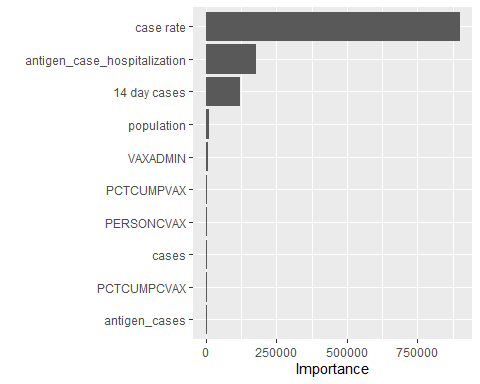 case rate
antigen_case_hospitalization
14 day cases
population
VAXADMIN
PCTCUMPVAX
PERSONCVAX
cases
PCTCUMPCVAX
antigen_cases
0 250000 500000 750000
Importance